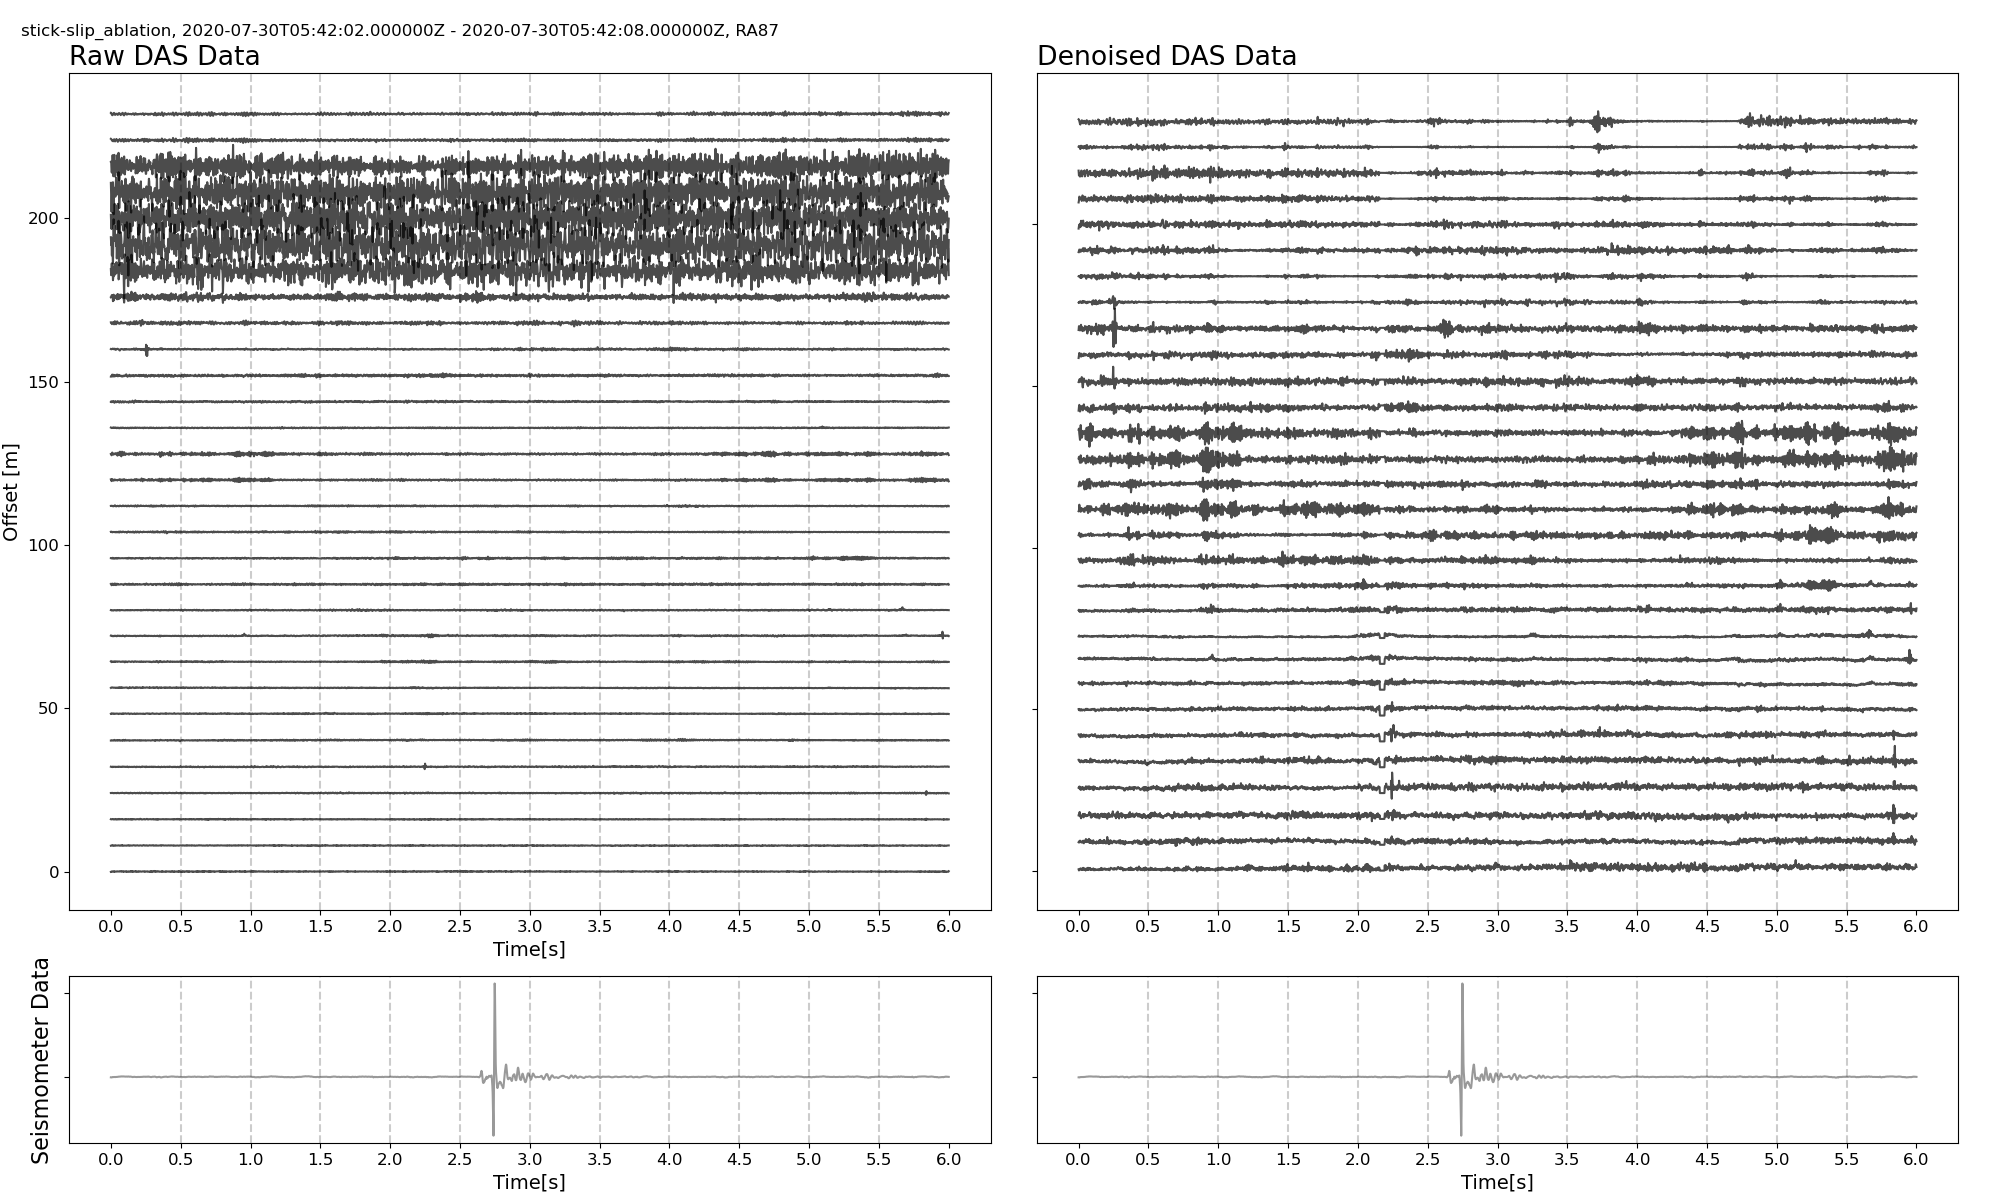 stick-slip_ablation, 2020-07-30T05:42:02.000000Z - 2020-07-30T05:42:08.000000Z, RA87
Raw DAS Data
Denoised DAS Data
Offset [m]
200
150
100
50
0
0.0 0.5 1.0 1.5 2.0 2.5 3.0 3.5 4.0 4.5 5.0 5.5 6.0
Time[s]
0.0 0.5 1.0 1.5 2.0 2.5 3.0 3.5 4.0 4.5 5.0 5.5 6.0
Seismometer Data
0.0 0.5 1.0 1.5 2.0 2.5 3.0 3.5 4.0 4.5 5.0 5.5 6.0
Time[s]
0.0 0.5 1.0 1.5 2.0 2.5 3.0 3.5 4.0 4.5 5.0 5.5 6.0
Time[s]